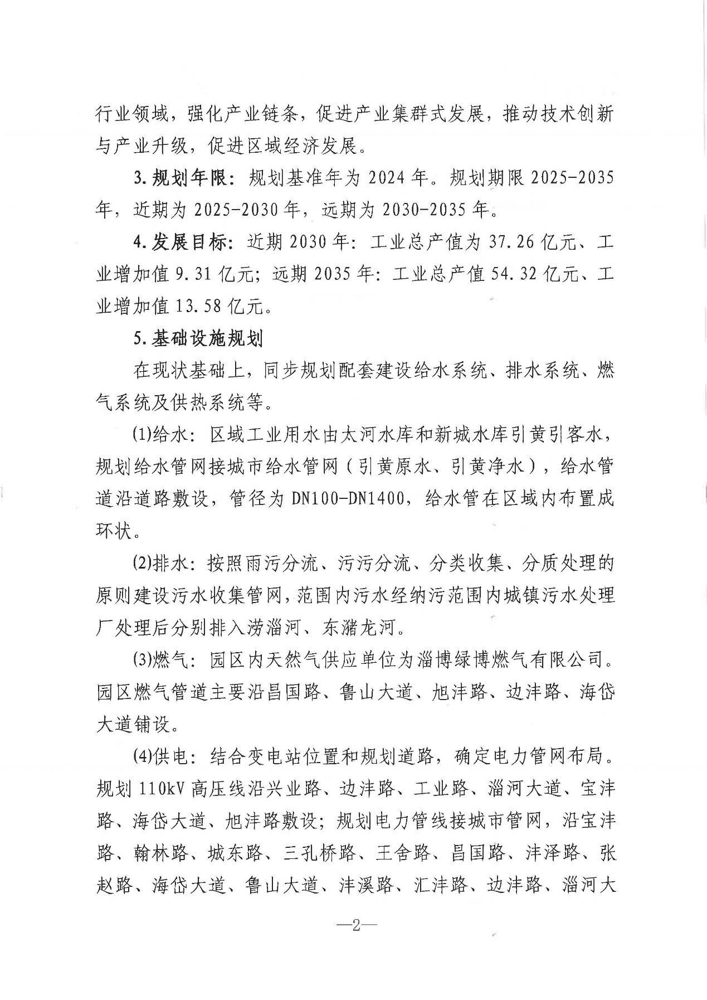 行业领域，强化产业链条，促进产业集群式发展，推动技术创新
与产业升级，促进区域经济发展。
3.规划年限：规划基准年为 2024 年。规划期限 2025-2035
年，近期为 2025-2030 年，远期为 2030-2035 年。
4.发展目标：近期 2030 年：工业总产值为 37.26 亿元、工
业增加值 9.31 亿元；远期 2035 年：工业总产值 54.32 亿元、工
业增加值 13.58 亿元。
5.基础设施规划
在现状基础上，同步规划配套建设给水系统、排水系统、燃
气系统及供热系统等。
(1)给水：区域工业用水由太河水库和新城水库引黄引客水，
规划给水管网接城市给水管网（引黄原水、引黄净水），给水管
道沿道路敷设，管径为 DN100-DN1400，给水管在区域内布置成
环状。
(2)排水：按照雨污分流、污污分流、分类收集、分质处理的
原则建设污水收集管网，范围内污水经纳污范围内城镇污水处理
厂处理后分别排入涝淄河、东潴龙河。
(3)燃气：园区内天然气供应单位为淄博绿博燃气有限公司。
园区燃气管道主要沿昌国路、鲁山大道、旭沣路、边沣路、海岱
大道铺设。
(4)供电：结合变电站位置和规划道路，确定电力管网布局。
规划 110kV 高压线沿兴业路、边沣路、工业路、淄河大道、宝沣
路、海岱大道、旭沣路敷设；规划电力管线接城市管网，沿宝沣
路、翰林路、城东路、三孔桥路、王舍路、昌国路、沣泽路、张
赵路、海岱大道、鲁山大道、沣溪路、汇沣路、边沣路、淄河大
—2—